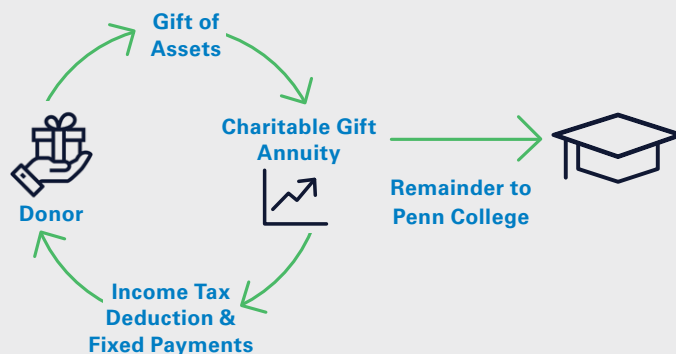 Gift of
Assets
Charitable Gift
Annuity
Remainder to
Penn College
Donor
Income Tax
Deduction &
Fixed Payments